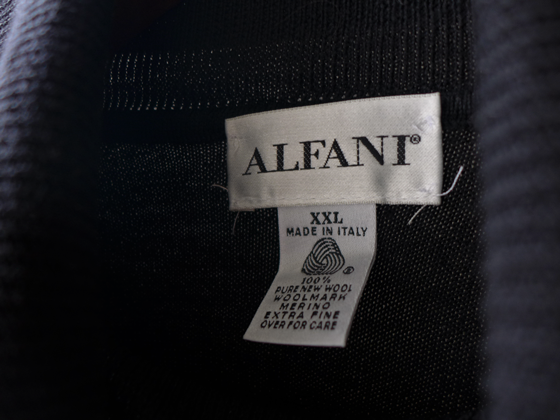 ALFANI®
XXL
MADE IN ITALY
100%
PURE NEW WOOL
WOOLMARK
MERINO
EXTRA FINE
OVER FOR CARE